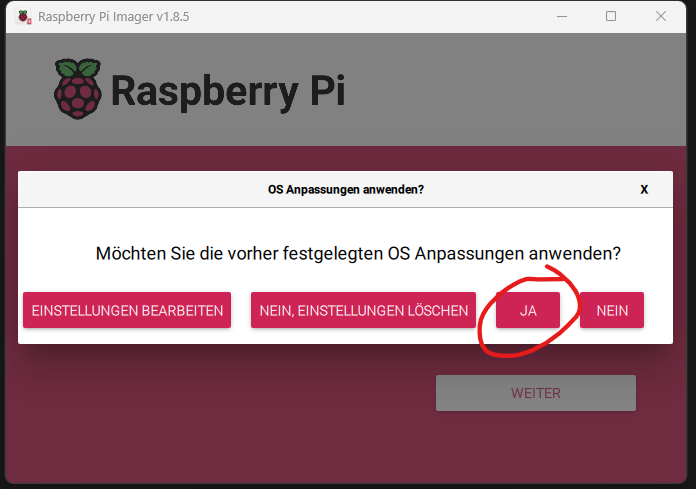 Raspberry Pi Imager v1.8.5
Raspberry Pi
OS Anpassungen anwenden?
X
Möchten Sie die vorher festgelegten OS Anpassungen anwenden?
EINSTELLUNGEN BEARBEITEN
NEIN, EINSTELLUNGEN LÖSCHEN
JA
NEIN
WEITER